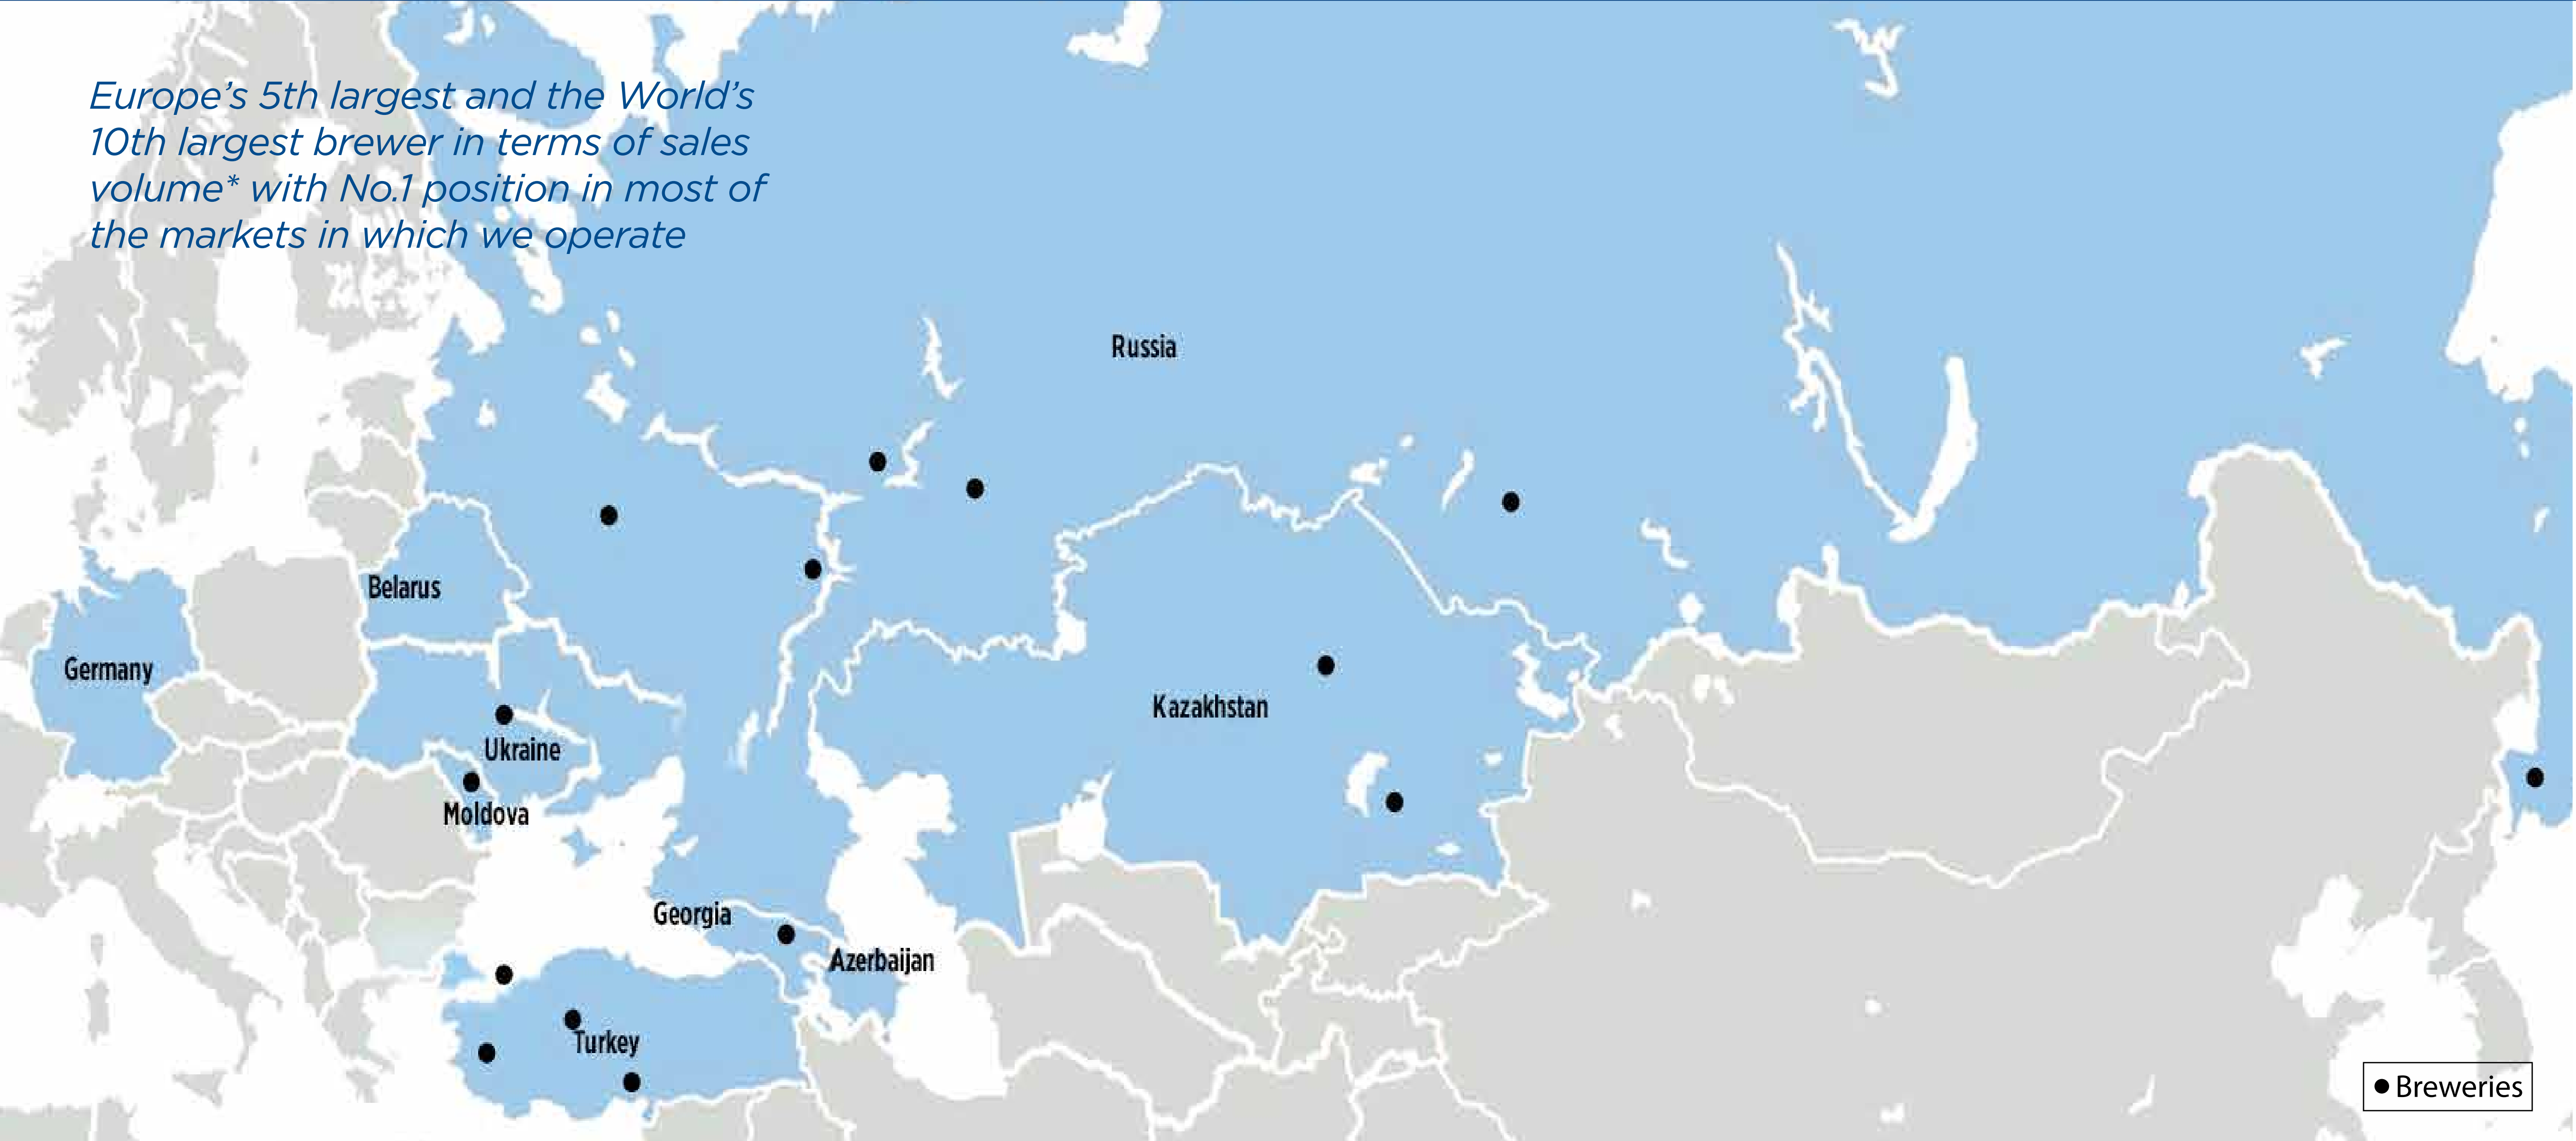 Europe's 5th largest and the World's
10th largest brewer in terms of sales
volume* with No.1 position in most of
the markets in which we operate
Russia
Belarus
Germany
Kazakhstan
Ukraine
Moldova
Georgia
Azerbaijan
Turkey
Breweries